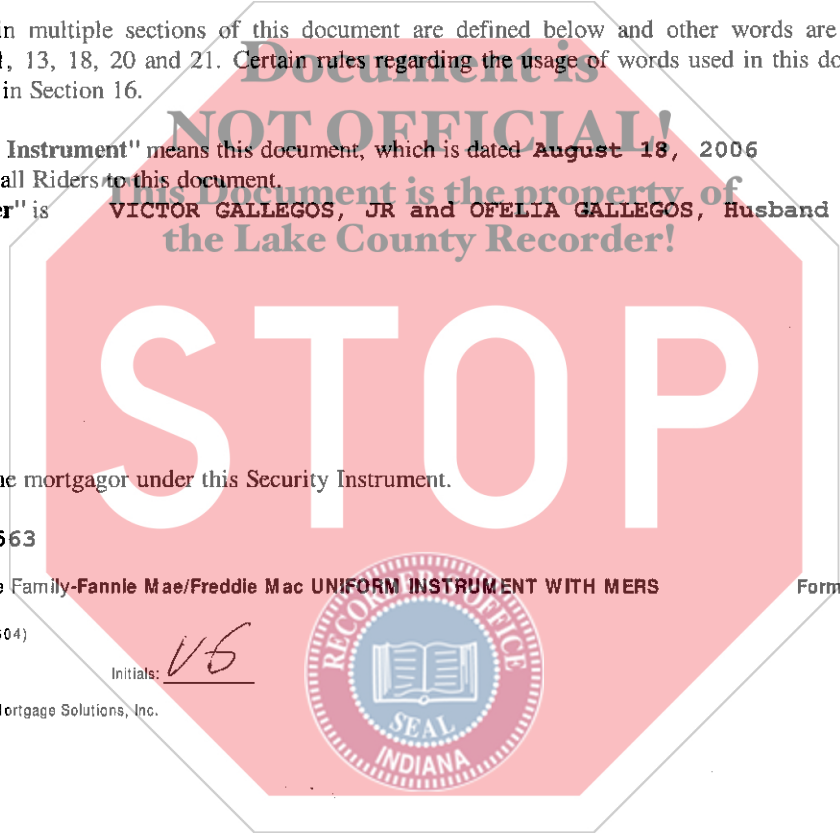 in multiple sections of this document are defined below and other words are
, 13, 18, 20 and 21. Certain rules regarding the usage of words used in this do
in Section 16.
Document is
NOT OFFICIAL!
This Document is the property of
the Lake County Recorder!
Instrument" means this document, which is dated August 18, 2006
all Riders to this document.
er" is VICTOR GALLEGOS, JR and OFELIA GALLEGOS, Husband
STOP
he mortgagor under this Security Instrument.
563
e Family-Fannie Mae/Freddie Mac UNIFORM INSTRUMENT WITH MERS Form
604)
Initials: VG
Mortgage Solutions, Inc.
RECORDER'S OFFICE
SEAL
INDIANA